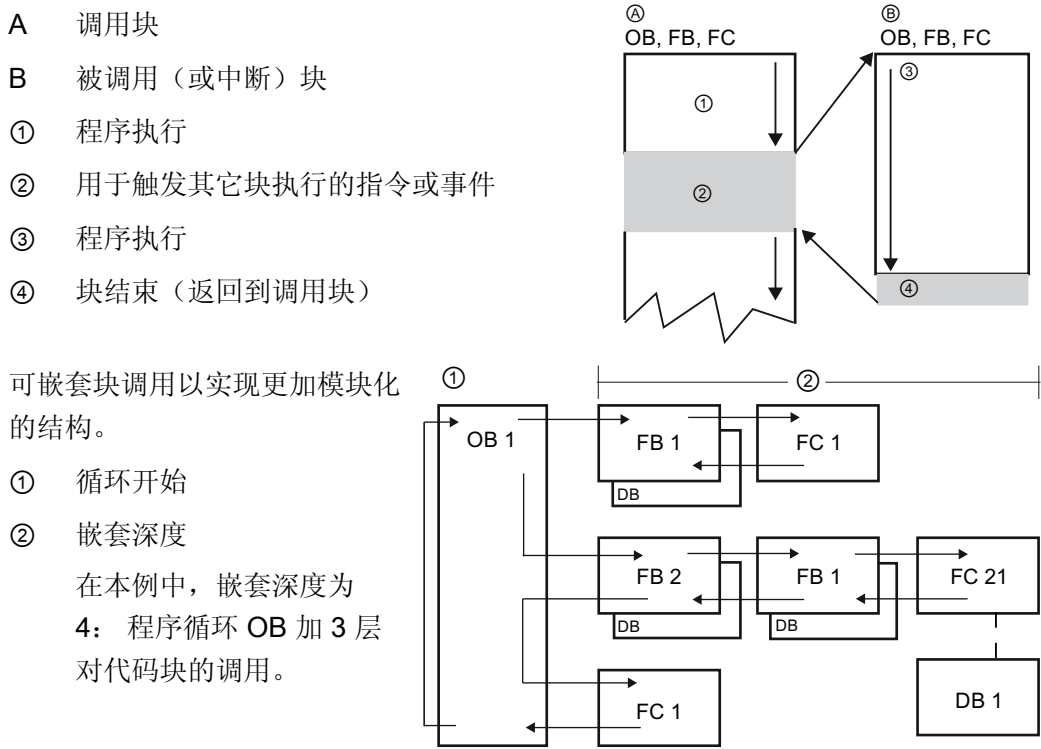 A 调用块
B 被调用（或中断）块
① 程序执行
② 用于触发其它块执行的指令或事件
③ 程序执行
④ 块结束（返回到调用块）
Ⓐ
OB, FB, FC
Ⓑ
OB, FB, FC
①
②
③
④
可嵌套块调用以实现更加模块化
的结构。
① 循环开始
② 嵌套深度
在本例中，嵌套深度为
4： 程序循环 OB 加 3 层
对代码块的调用。
①
②
OB 1
FB 1
DB
FC 1
FB 2
DB
FB 1
DB
FC 21
FC 1
DB 1